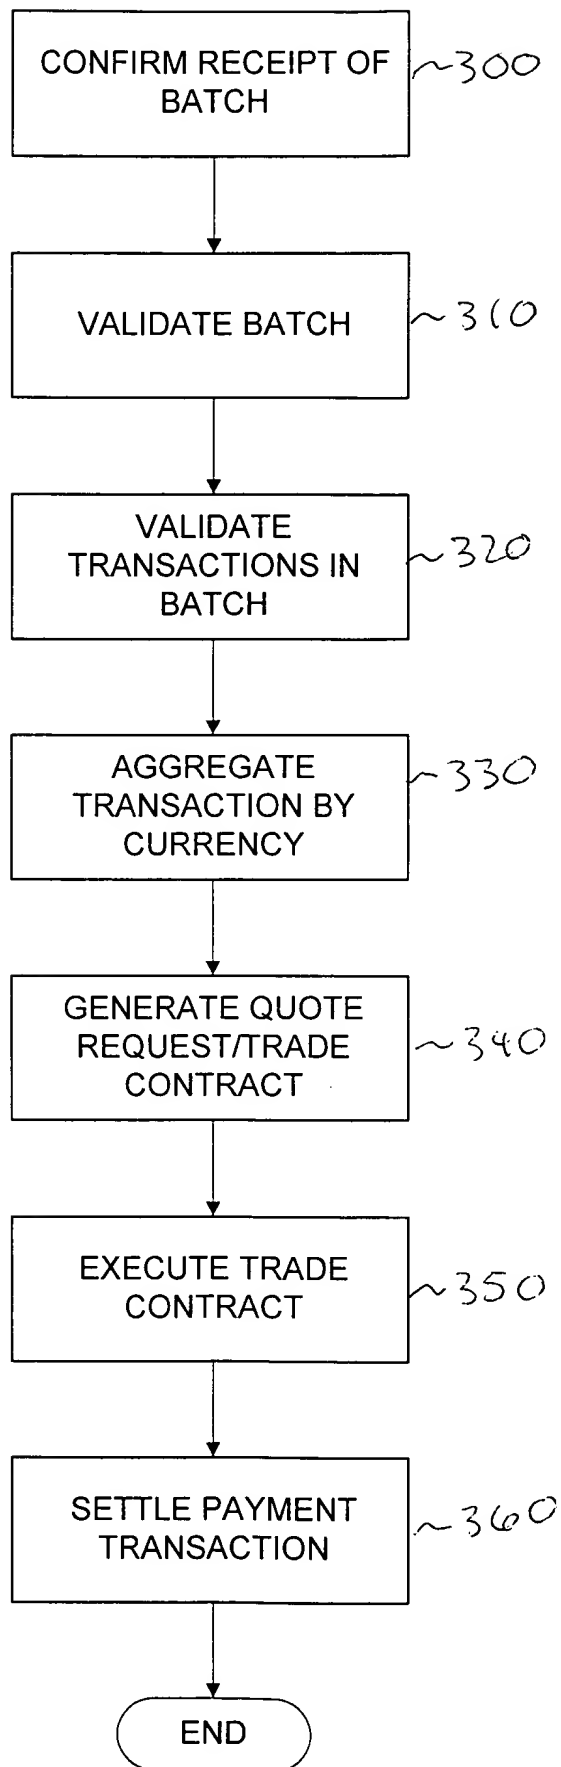 CONFIRM RECEIPT OF
BATCH
~300
VALIDATE BATCH
~310
VALIDATE
TRANSACTIONS IN
BATCH
~320
AGGREGATE
TRANSACTION BY
CURRENCY
~330
GENERATE QUOTE
REQUEST/TRADE
CONTRACT
~340
EXECUTE TRADE
CONTRACT
~350
SETTLE PAYMENT
TRANSACTION
~360
END